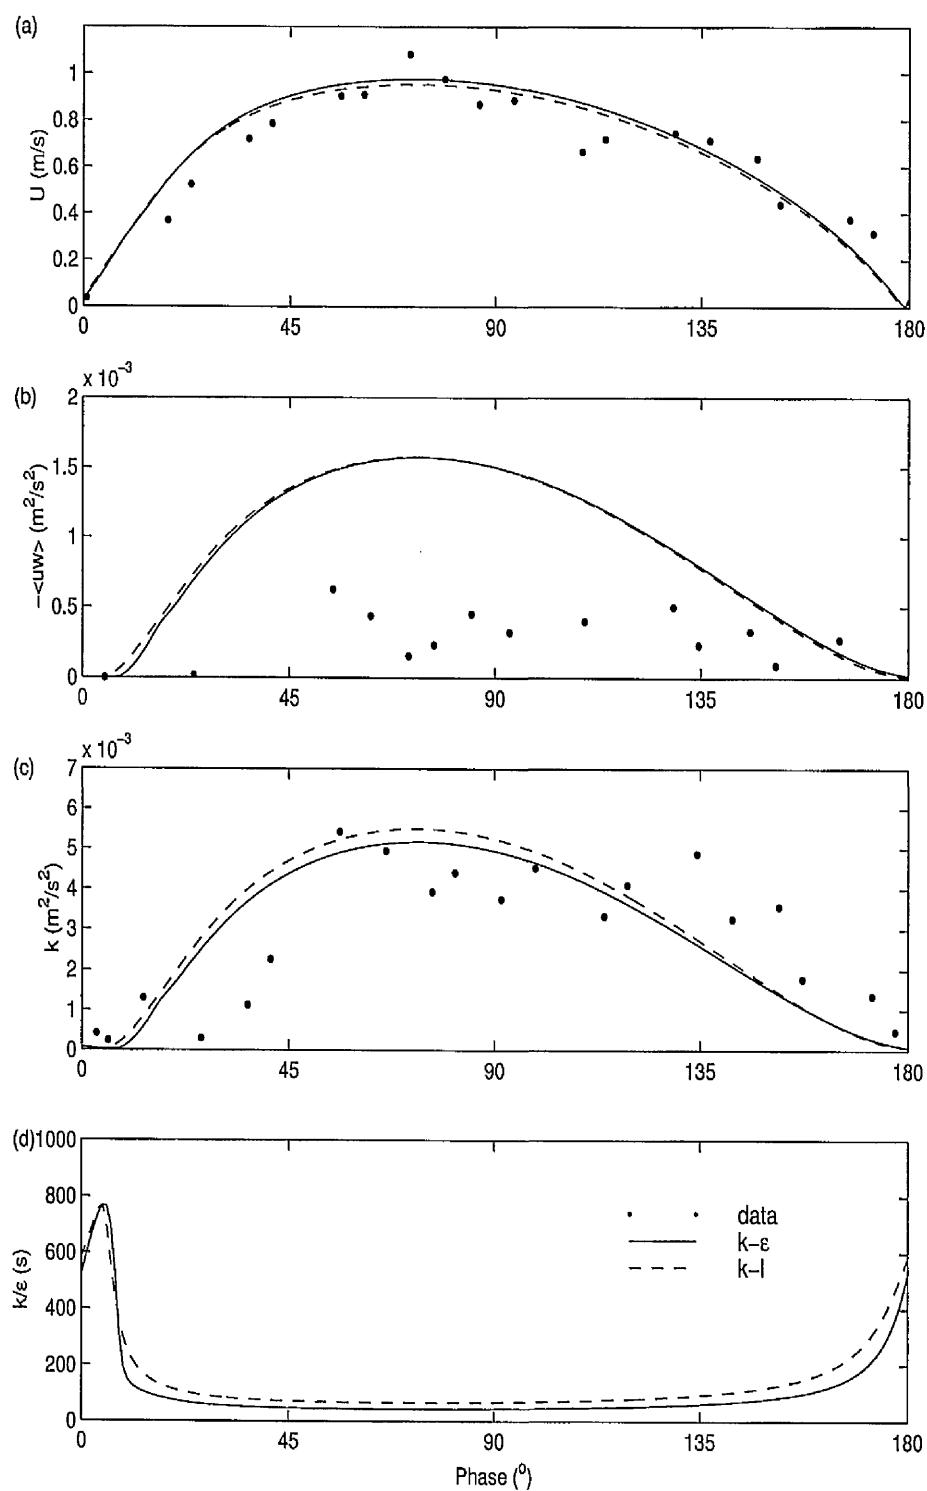 (a)
U (m/s)
1
0.8
0.6
0.4
0.2
0
0 45 90 135 180
(b)
x 10⁻³
−<uw> (m²/s²)
2
1.5
1
0.5
0
0 45 90 135 180
(c)
x 10⁻³
k (m²/s²)
7
6
5
4
3
2
1
0
0 45 90 135 180
(d)
k/ε (s)
1000
800
600
400
200
0
data
k−ε
k−l
0 45 90 135 180
Phase (⁰)